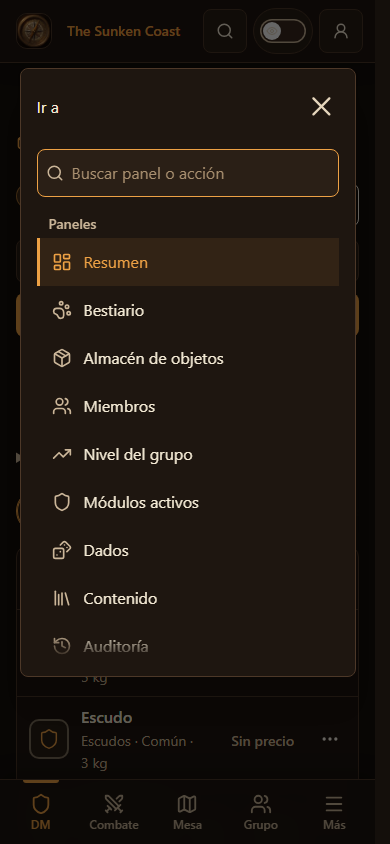 The Sunken Coast
Ir a
Buscar panel o acción
Paneles
Resumen
Bestiario
Almacén de objetos
Miembros
Nivel del grupo
Módulos activos
Dados
Contenido
Auditoría
3 kg
Escudo
Escudos · Común ·
3 kg
Sin precio
DM
Combate
Mesa
Grupo
Más